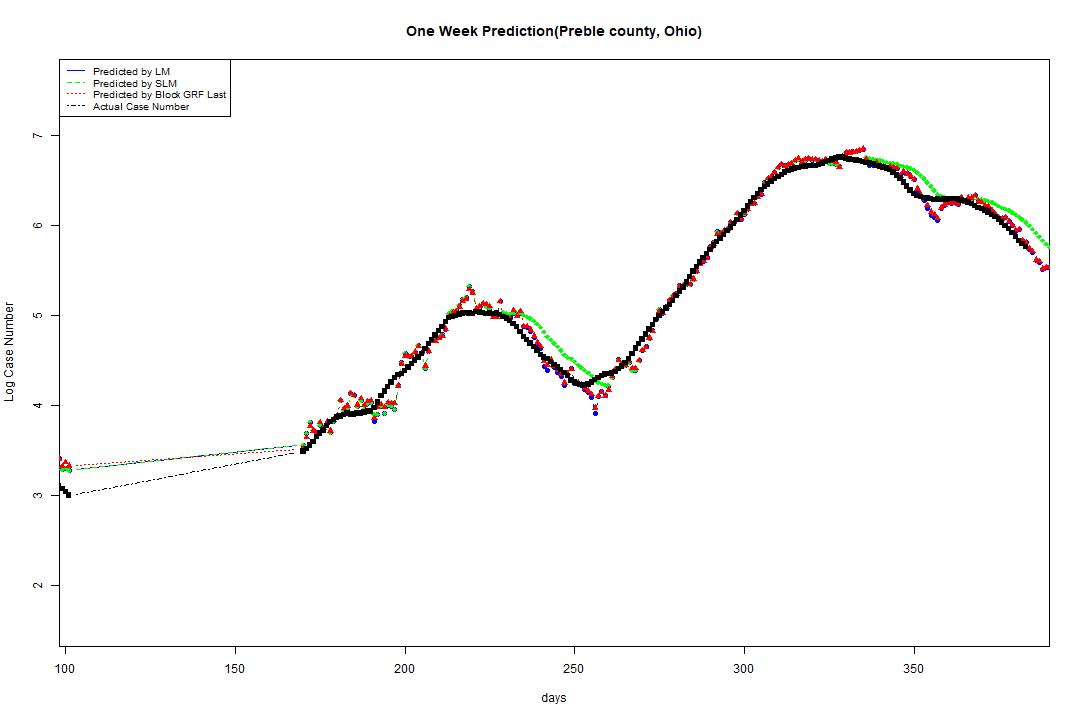 One Week Prediction(Preble county, Ohio)
Predicted by LM
Predicted by SLM
Predicted by Block GRF Last
Actual Case Number
7
6
5
4
3
2
Log Case Number
100 150 200 250 300 350
days